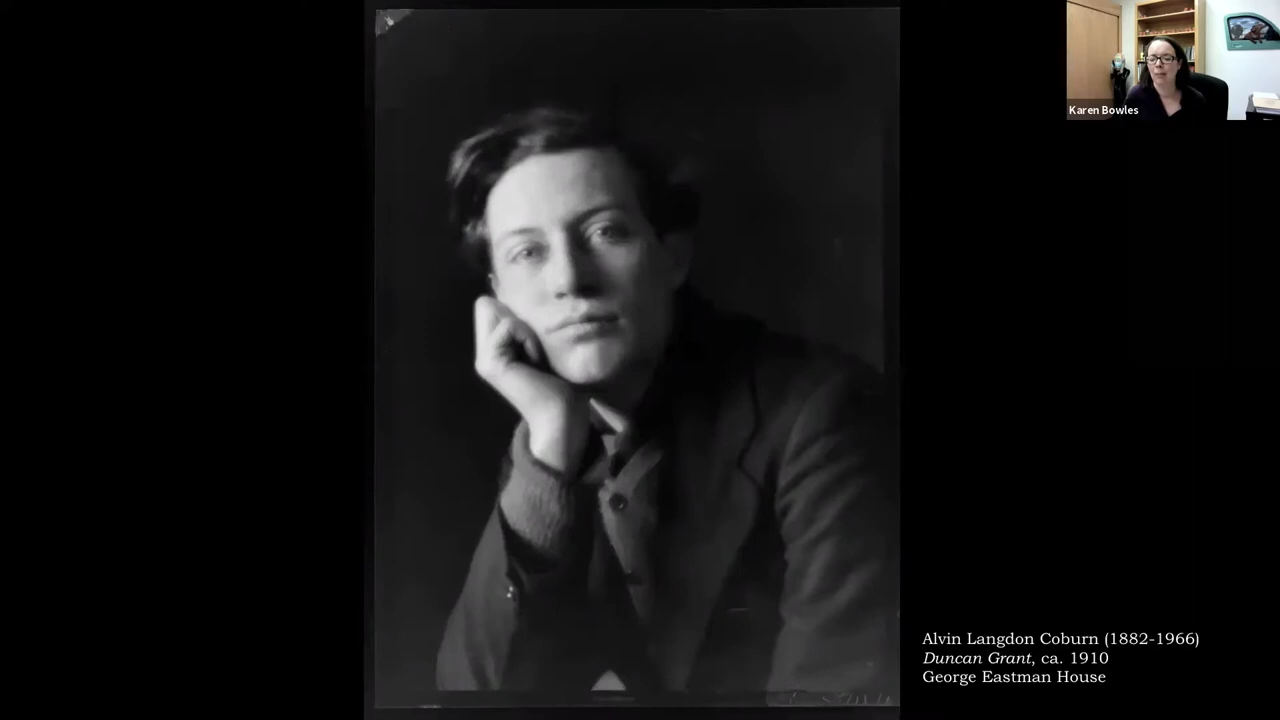 Karen Bowles
Alvin Langdon Coburn (1882-1966)
Duncan Grant, ca. 1910
George Eastman House